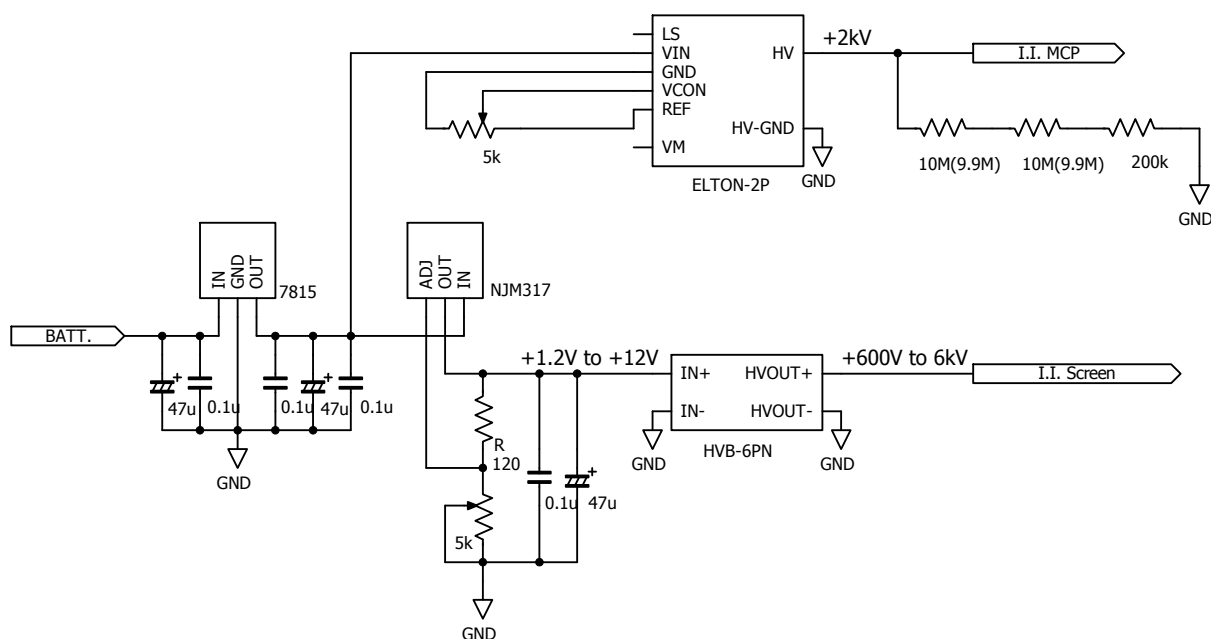 LS
VIN
GND
VCON
REF
VM
HV
HV-GND
ELTON-2P
+2kV
I.I. MCP
5k
GND
10M(9.9M)
10M(9.9M)
200k
GND
IN
GND
OUT
7815
ADJ
OUT
IN
NJM317
BATT.
47u
+
0.1u
0.1u
47u
+
0.1u
GND
+1.2V to +12V
IN+
IN-
HVOUT+
HVOUT-
HVB-6PN
+600V to 6kV
I.I. Screen
GND
GND
R
120
5k
0.1u
47u
+
GND